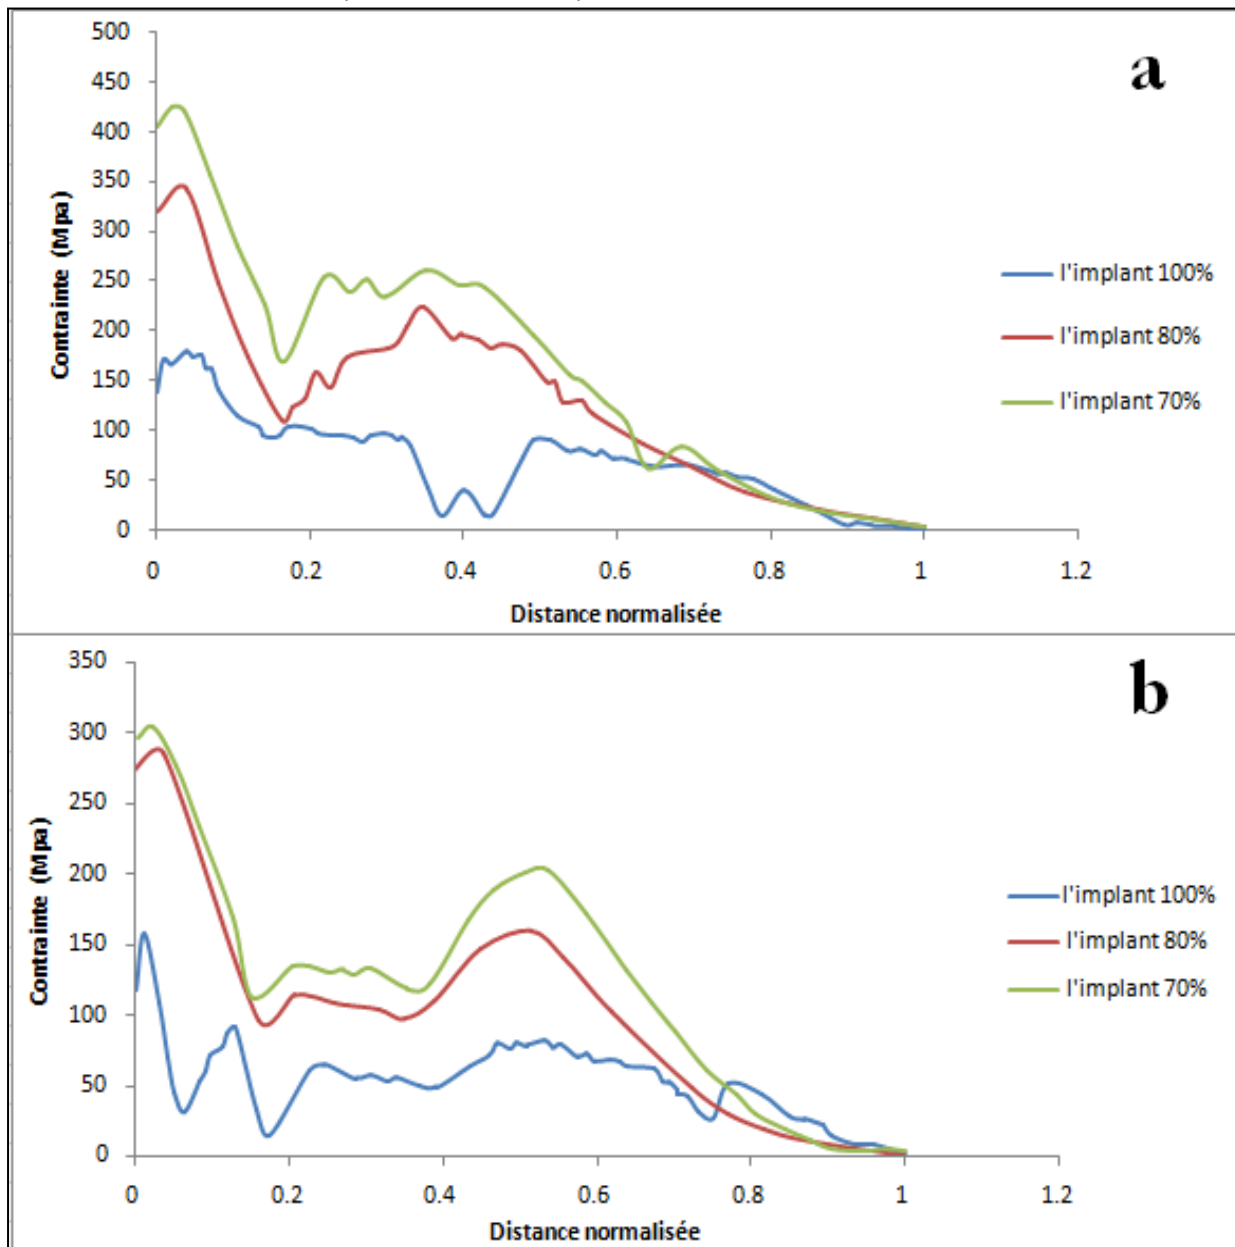 a
500
450
400
350
300
250
200
150
100
50
0
Contrainte (Mpa)
0 0.2 0.4 0.6 0.8 1 1.2
Distance normalisée
l'implant 100%
l'implant 80%
l'implant 70%
b
350
300
250
200
150
100
50
0
Contrainte (Mpa)
0 0.2 0.4 0.6 0.8 1 1.2
Distance normalisée
l'implant 100%
l'implant 80%
l'implant 70%